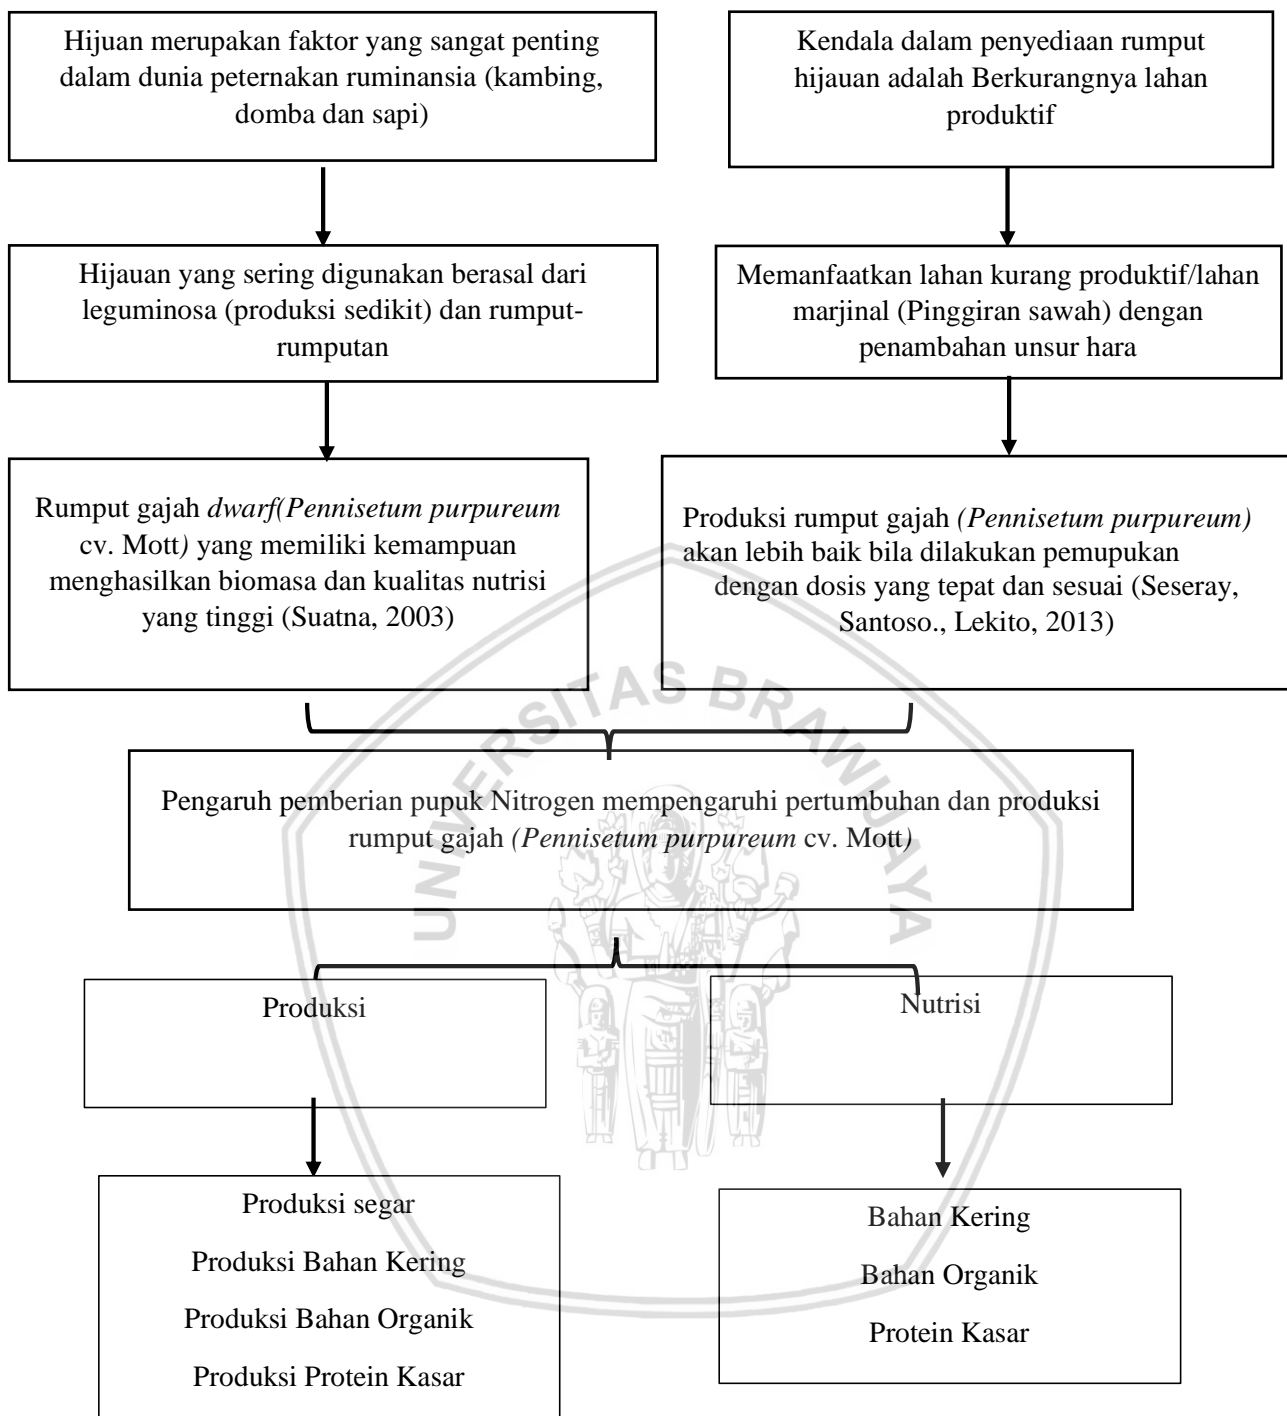 Hijuan merupakan faktor yang sangat penting
dalam dunia peternakan ruminansia (kambing,
domba dan sapi)
Kendala dalam penyediaan rumput
hijauan adalah Berkurangnya lahan
produktif
Hijauan yang sering digunakan berasal dari
leguminosa (produksi sedikit) dan rumput-
rumputan
Memanfaatkan lahan kurang produktif/lahan
marjinal (Pinggiran sawah) dengan
penambahan unsur hara
Rumput gajah dwarf(Pennisetum purpureum
cv. Mott) yang memiliki kemampuan
menghasilkan biomasa dan kualitas nutrisi
yang tinggi (Suatna, 2003)
Produksi rumput gajah (Pennisetum purpureum)
akan lebih baik bila dilakukan pemupukan
dengan dosis yang tepat dan sesuai (Seseray,
Santoso., Lekito, 2013)
UNIVERSITAS BRAWIJAYA
Pengaruh pemberian pupuk Nitrogen mempengaruhi pertumbuhan dan produksi
rumput gajah (Pennisetum purpureum cv. Mott)
Produksi
Nutrisi
Produksi segar
Produksi Bahan Kering
Produksi Bahan Organik
Produksi Protein Kasar
Bahan Kering
Bahan Organik
Protein Kasar